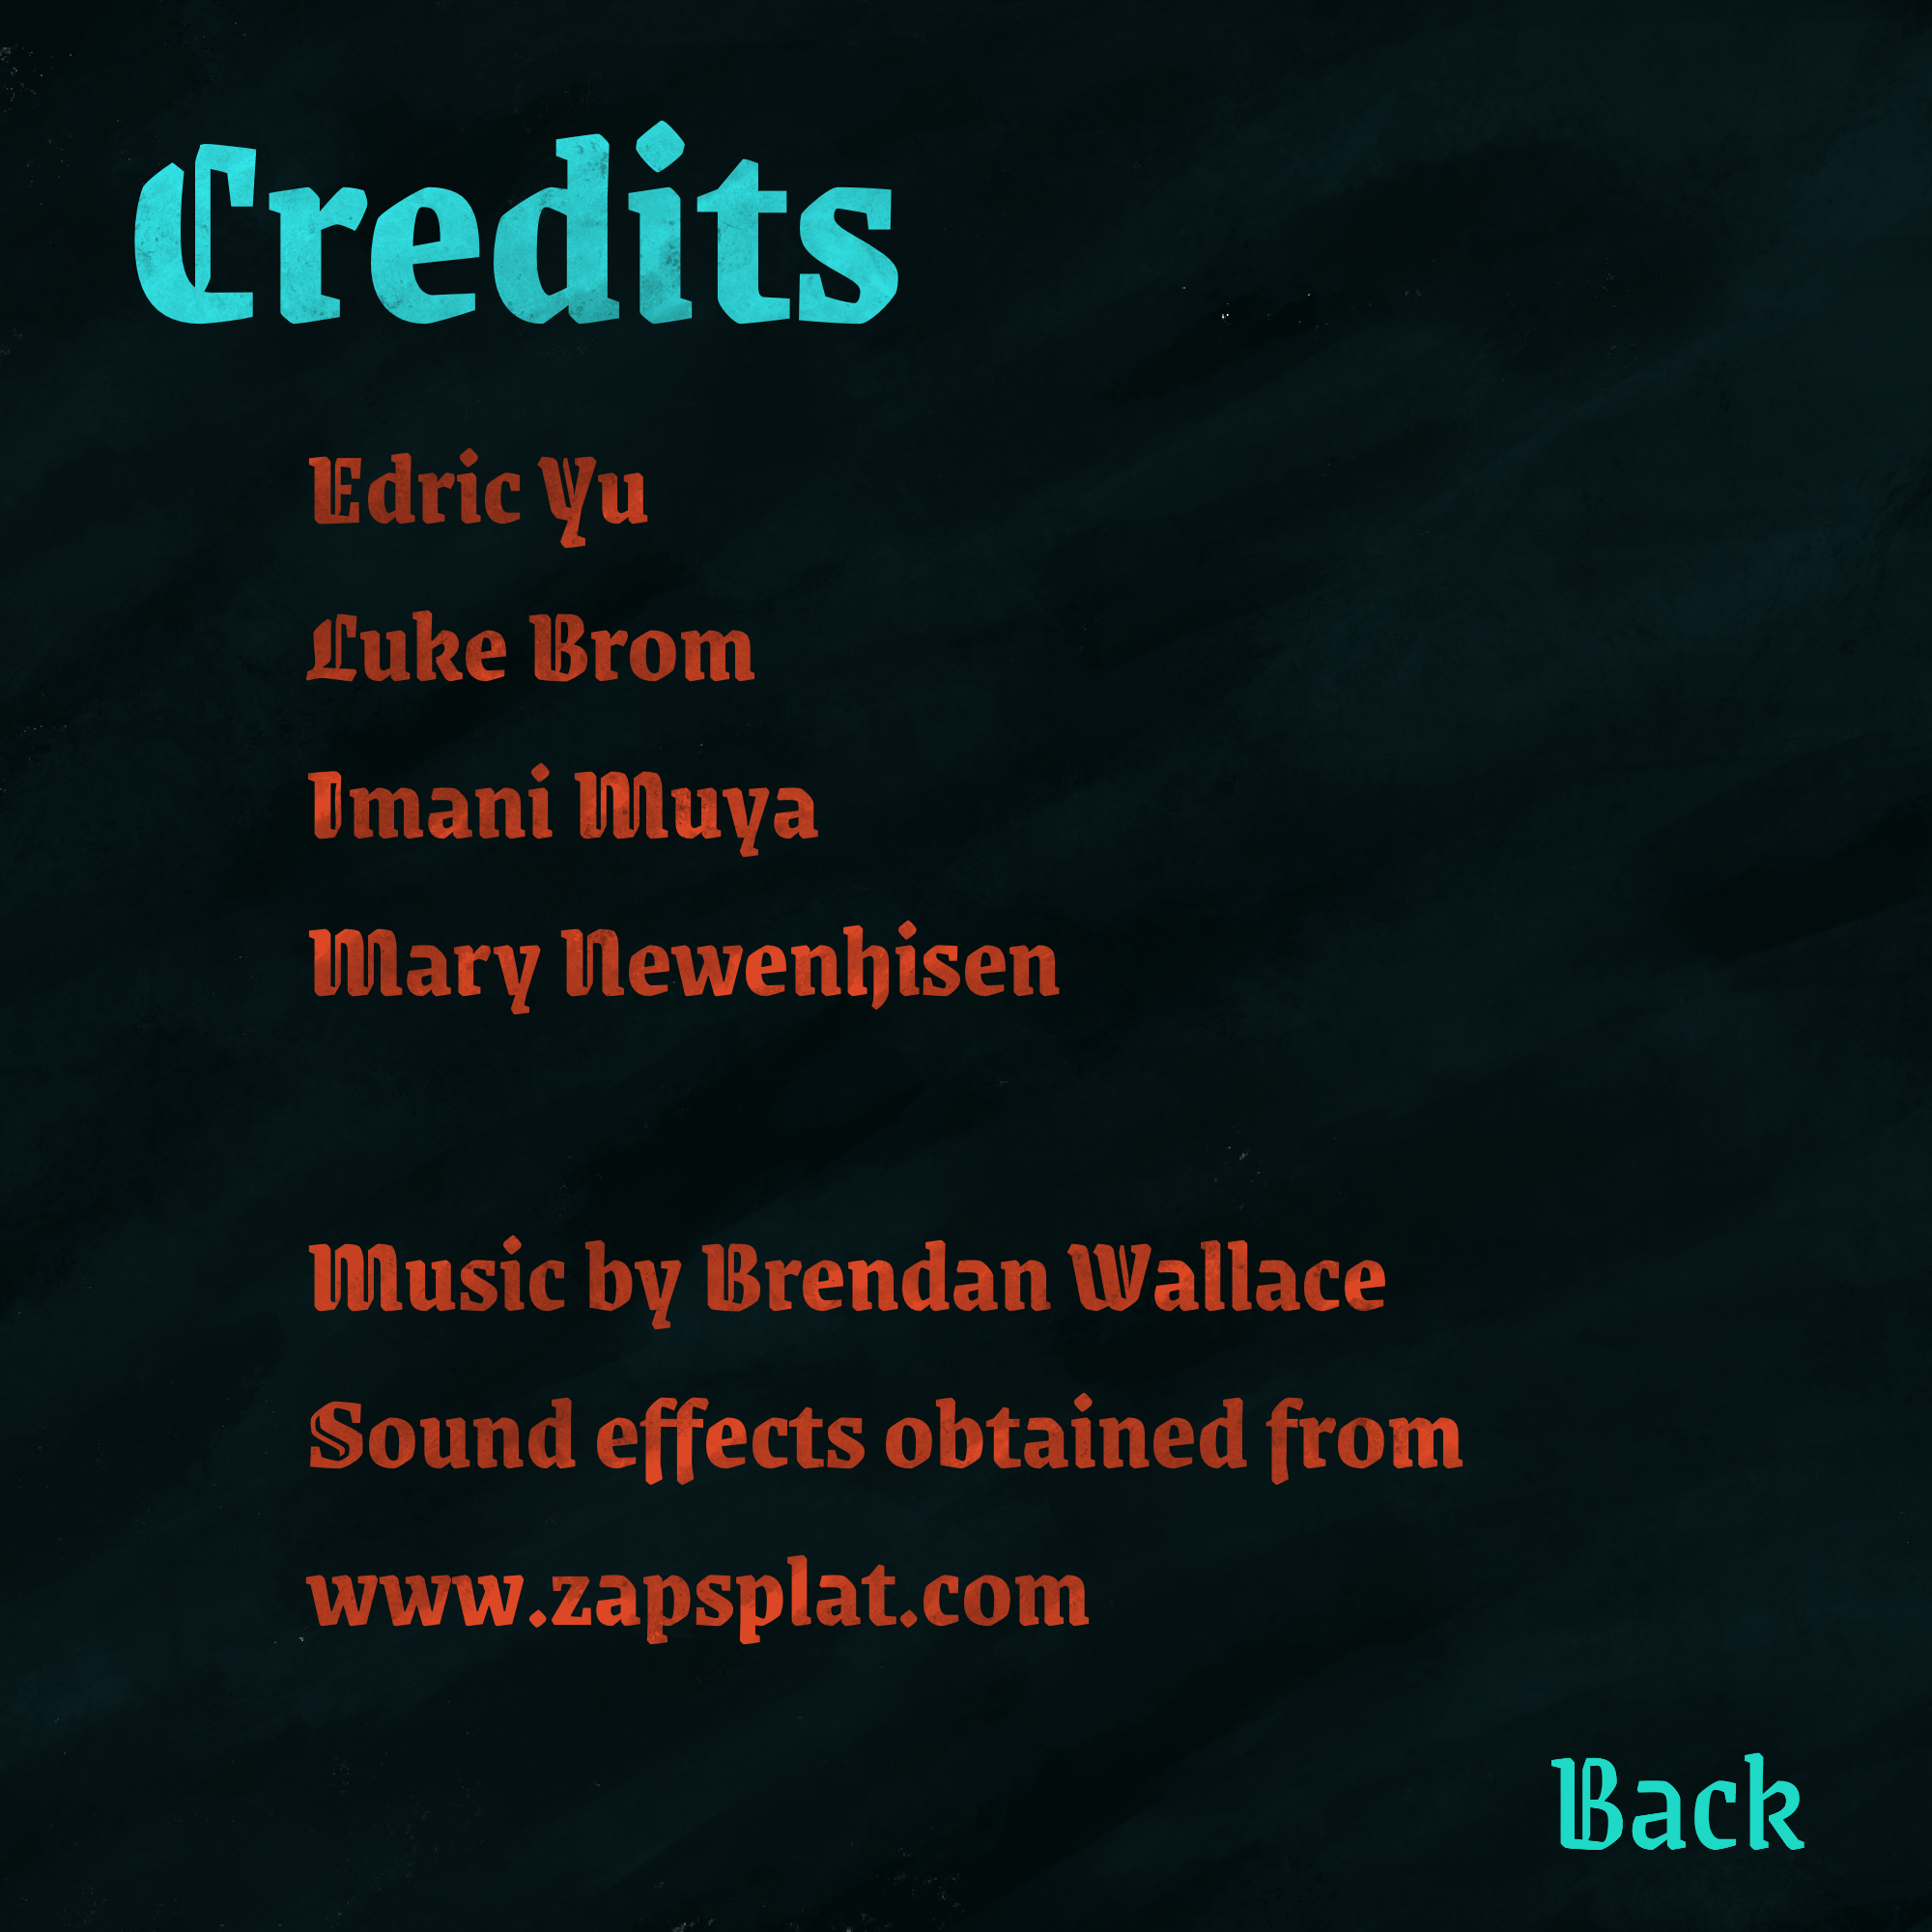 Credits
Edric Yu
Luke Brom
Imani Muya
Mary Newenhisen
Music by Brendan Wallace
Sound effects obtained from
www.zapsplat.com
Back